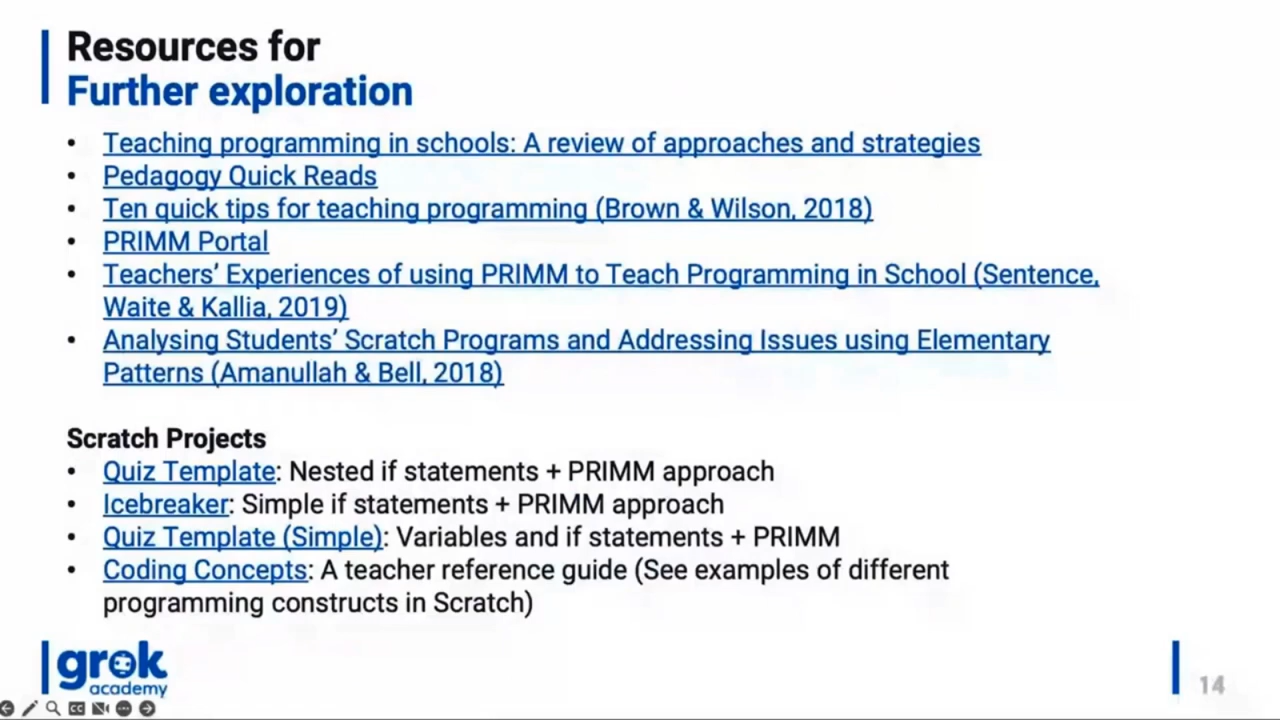 Resources for
Further exploration
• Teaching programming in schools: A review of approaches and strategies
• Pedagogy Quick Reads
• Ten quick tips for teaching programming (Brown & Wilson, 2018)
• PRIMM Portal
• Teachers’ Experiences of using PRIMM to Teach Programming in School (Sentence,
Waite & Kallia, 2019)
• Analysing Students’ Scratch Programs and Addressing Issues using Elementary
Patterns (Amanullah & Bell, 2018)
Scratch Projects
• Quiz Template: Nested if statements + PRIMM approach
• Icebreaker: Simple if statements + PRIMM approach
• Quiz Template (Simple): Variables and if statements + PRIMM
• Coding Concepts: A teacher reference guide (See examples of different
programming constructs in Scratch)
grok
academy
14
CC